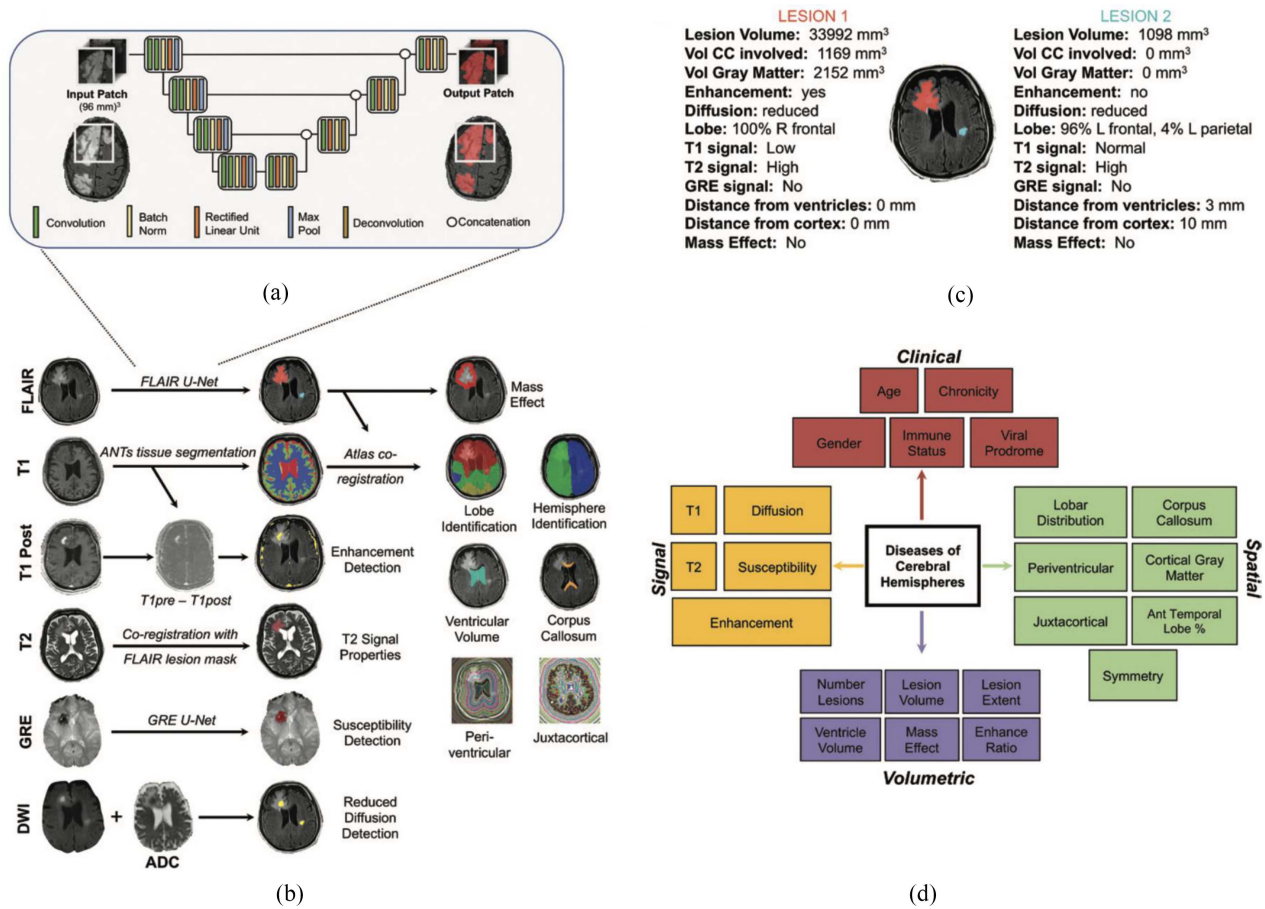 Input Patch
(96 mm)³
Output Patch
Convolution
Batch
Norm
Rectified
Linear Unit
Max
Pool
Deconvolution
Concatenation
(a)
LESION 1
Lesion Volume: 33992 mm³
Vol CC involved: 1169 mm³
Vol Gray Matter: 2152 mm³
Enhancement: yes
Diffusion: reduced
Lobe: 100% R frontal
T1 signal: Low
T2 signal: High
GRE signal: No
Distance from ventricles: 0 mm
Distance from cortex: 0 mm
Mass Effect: No
LESION 2
Lesion Volume: 1098 mm³
Vol CC involved: 0 mm³
Vol Gray Matter: 0 mm³
Enhancement: no
Diffusion: reduced
Lobe: 96% L frontal, 4% L parietal
T1 signal: Normal
T2 signal: High
GRE signal: No
Distance from ventricles: 3 mm
Distance from cortex: 10 mm
Mass Effect: No
(c)
FLAIR
FLAIR U-Net
Mass
Effect
T1
ANTs tissue segmentation
Atlas co-
registration
Lobe
Identification
Hemisphere
Identification
T1 Post
T1pre – T1post
Enhancement
Detection
Ventricular
Volume
Corpus
Callosum
T2
Co-registration with
FLAIR lesion mask
T2 Signal
Properties
Peri-
ventricular
Juxtacortical
GRE
GRE U-Net
Susceptibility
Detection
DWI
+
ADC
Reduced
Diffusion
Detection
(b)
Clinical
Age
Chronicity
Gender
Immune
Status
Viral
Prodrome
Signal
T1
Diffusion
T2
Susceptibility
Enhancement
Diseases of
Cerebral
Hemispheres
Spatial
Lobar
Distribution
Corpus
Callosum
Periventricular
Cortical Gray
Matter
Juxtacortical
Ant Temporal
Lobe %
Symmetry
Number
Lesions
Lesion
Volume
Lesion
Extent
Ventricle
Volume
Mass
Effect
Enhance
Ratio
Volumetric
(d)